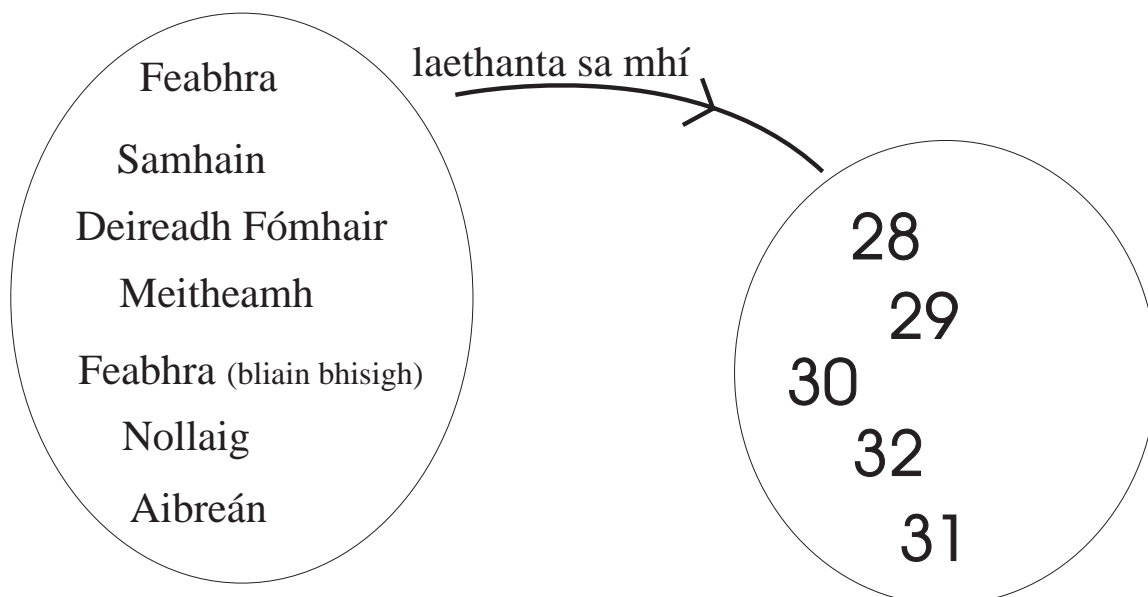 Feabhra
laethanta sa mhí
Samhain
Deireadh Fómhair
Meitheamh
Feabhra (bliain bhisigh)
Nollaig
Aibreán
28
29
30
32
31